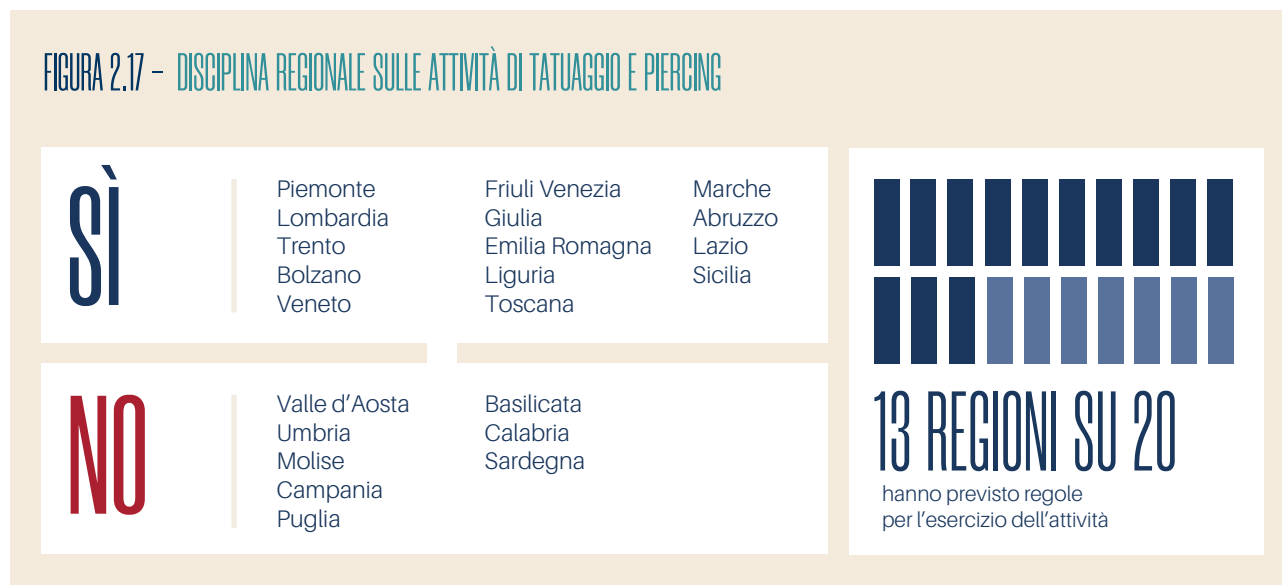 FIGURA 2.17 – DISCIPLINA REGIONALE SULLE ATTIVITÀ DI TATUAGGIO E PIERCING
SÌ
Piemonte
Lombardia
Trento
Bolzano
Veneto
Friuli Venezia
Giulia
Emilia Romagna
Liguria
Toscana
Marche
Abruzzo
Lazio
Sicilia
NO
Valle d’Aosta
Umbria
Molise
Campania
Puglia
Basilicata
Calabria
Sardegna
13 REGIONI SU 20
hanno previsto regole
per l’esercizio dell’attività